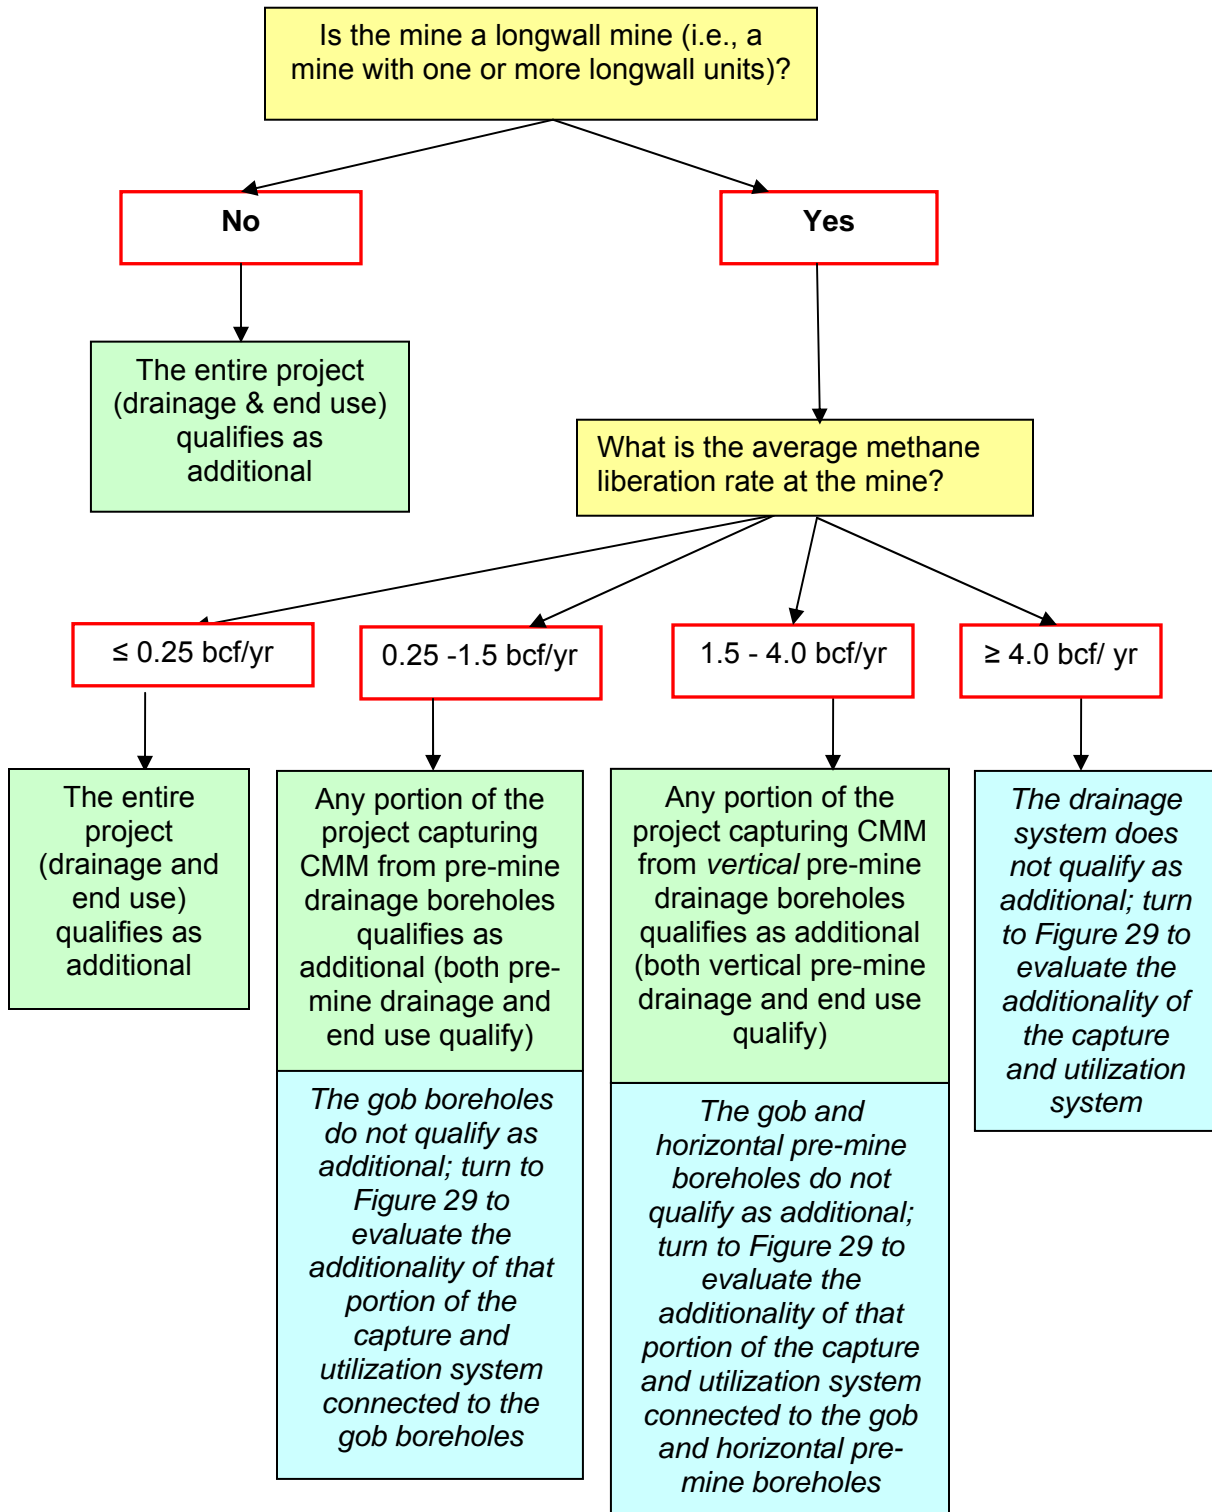 Is the mine a longwall mine (i.e., a
mine with one or more longwall units)?
No
Yes
The entire project
(drainage & end use)
qualifies as
additional
What is the average methane
liberation rate at the mine?
≤ 0.25 bcf/yr
0.25 -1.5 bcf/yr
1.5 - 4.0 bcf/yr
≥ 4.0 bcf/ yr
The entire
project
(drainage and
end use)
qualifies as
additional
Any portion of the
project capturing
CMM from pre-mine
drainage boreholes
qualifies as
additional (both pre-
mine drainage and
end use qualify)
The gob boreholes
do not qualify as
additional; turn to
Figure 29 to
evaluate the
additionality of that
portion of the
capture and
utilization system
connected to the
gob boreholes
Any portion of the
project capturing CMM
from vertical pre-mine
drainage boreholes
qualifies as additional
(both vertical pre-mine
drainage and end use
qualify)
The gob and
horizontal pre-mine
boreholes do not
qualify as additional;
turn to Figure 29 to
evaluate the
additionality of that
portion of the capture
and utilization system
connected to the gob
and horizontal pre-
mine boreholes
The drainage
system does
not qualify as
additional; turn
to Figure 29 to
evaluate the
additionality of
the capture
and utilization
system